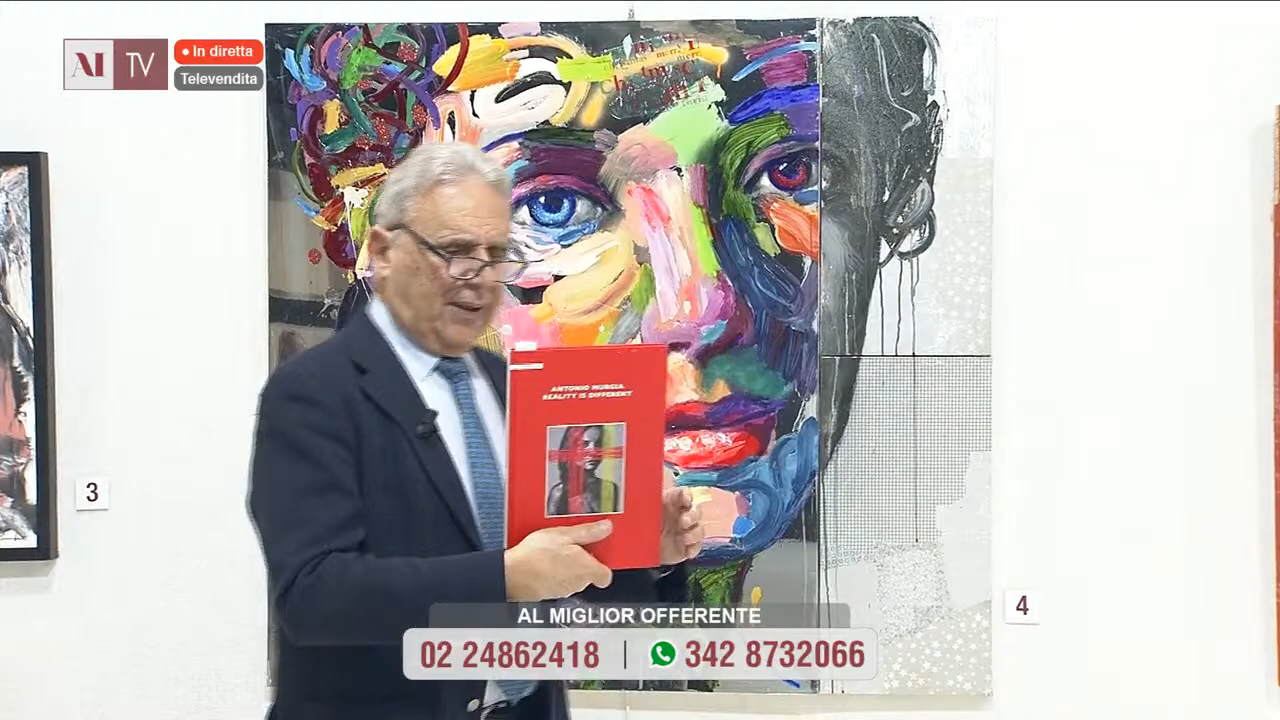 AI TV
In diretta
Televendita
ANTONIO MURGIA
REALITY IS DIFFERENT
3
4
AL MIGLIOR OFFERENTE
02 24862418 | 342 8732066